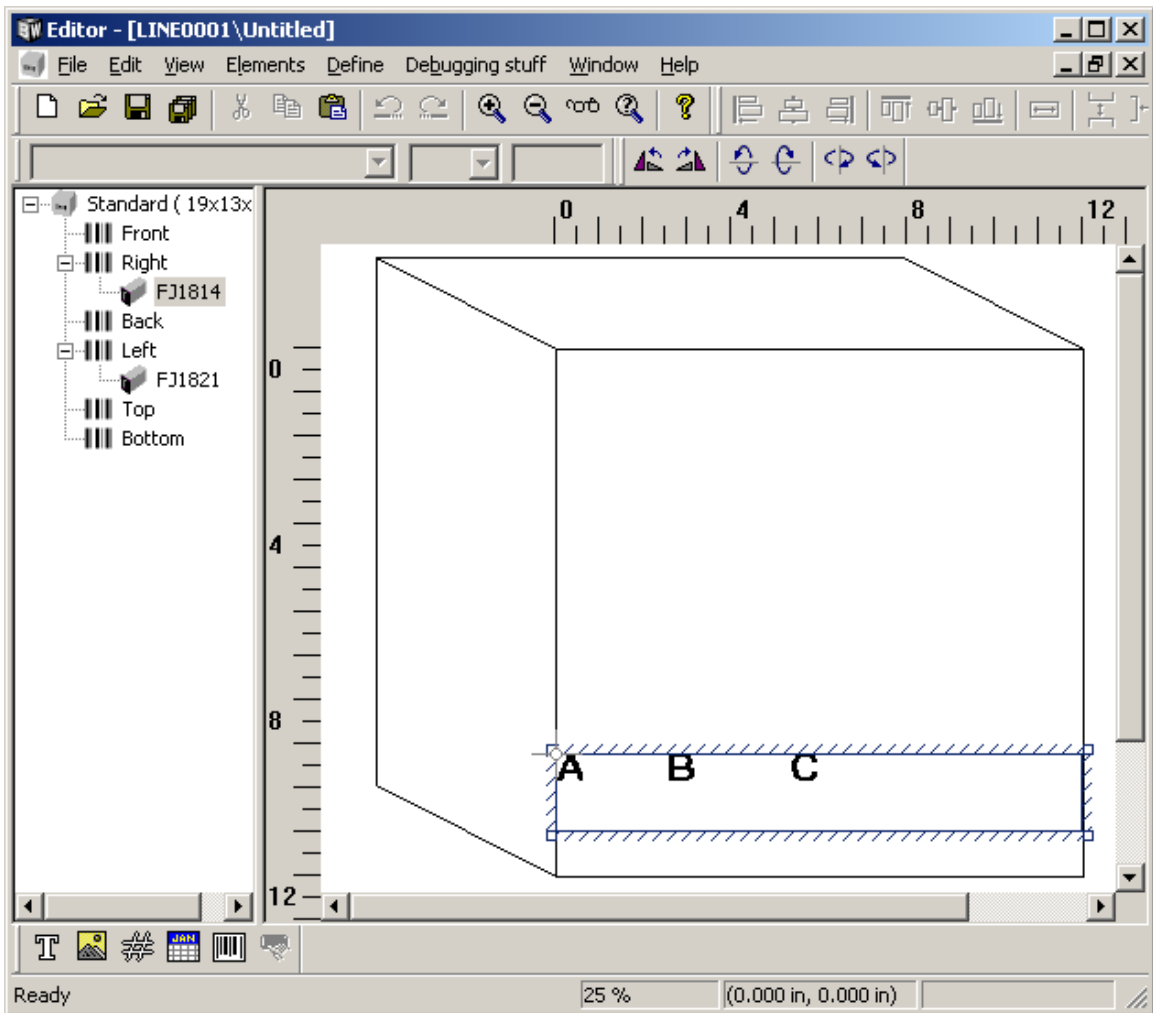 Editor - [LINE0001\Untitled]
File Edit View Elements Define Debugging stuff Window Help
Standard ( 19x13x
Front
Right
FJ1814
Back
Left
FJ1821
Top
Bottom
0 4 8 12
0
4
8
12
A B C
JAN
Ready 25 % (0.000 in, 0.000 in)